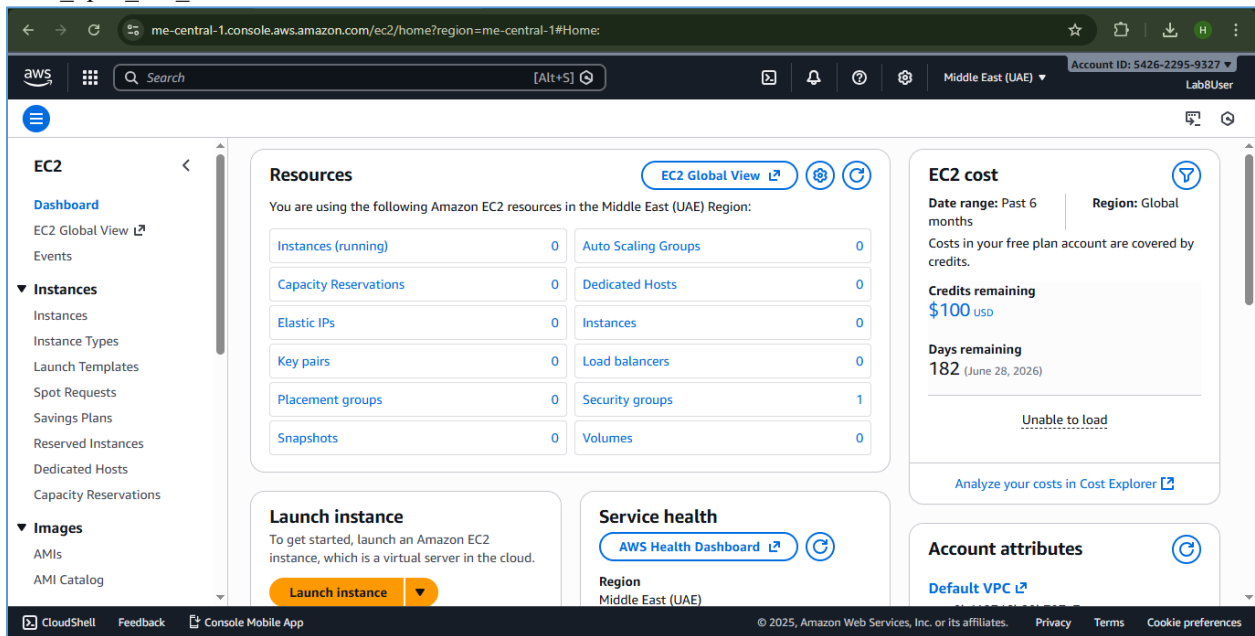 me-central-1.console.aws.amazon.com/ec2/home?region=me-central-1#Home:
H
aws
Search
[Alt+S]
Middle East (UAE) ▼
Account ID: 5426-2295-9327 ▼
Lab8User
EC2
Dashboard
EC2 Global View
Events
▼ Instances
Instances
Instance Types
Launch Templates
Spot Requests
Savings Plans
Reserved Instances
Dedicated Hosts
Capacity Reservations
▼ Images
AMIs
AMI Catalog
Resources
EC2 Global View
You are using the following Amazon EC2 resources in the Middle East (UAE) Region:
Instances (running) 0
Auto Scaling Groups 0
Capacity Reservations 0
Dedicated Hosts 0
Elastic IPs 0
Instances 0
Key pairs 0
Load balancers 0
Placement groups 0
Security groups 1
Snapshots 0
Volumes 0
Launch instance
To get started, launch an Amazon EC2
instance, which is a virtual server in the cloud.
Launch instance ▼
Service health
AWS Health Dashboard
Region
Middle East (UAE)
EC2 cost
Date range: Past 6
months
Region: Global
Costs in your free plan account are covered by
credits.
Credits remaining
$100 USD
Days remaining
182 (June 28, 2026)
Unable to load
Analyze your costs in Cost Explorer
Account attributes
Default VPC
CloudShell Feedback Console Mobile App
© 2025, Amazon Web Services, Inc. or its affiliates. Privacy Terms Cookie preferences